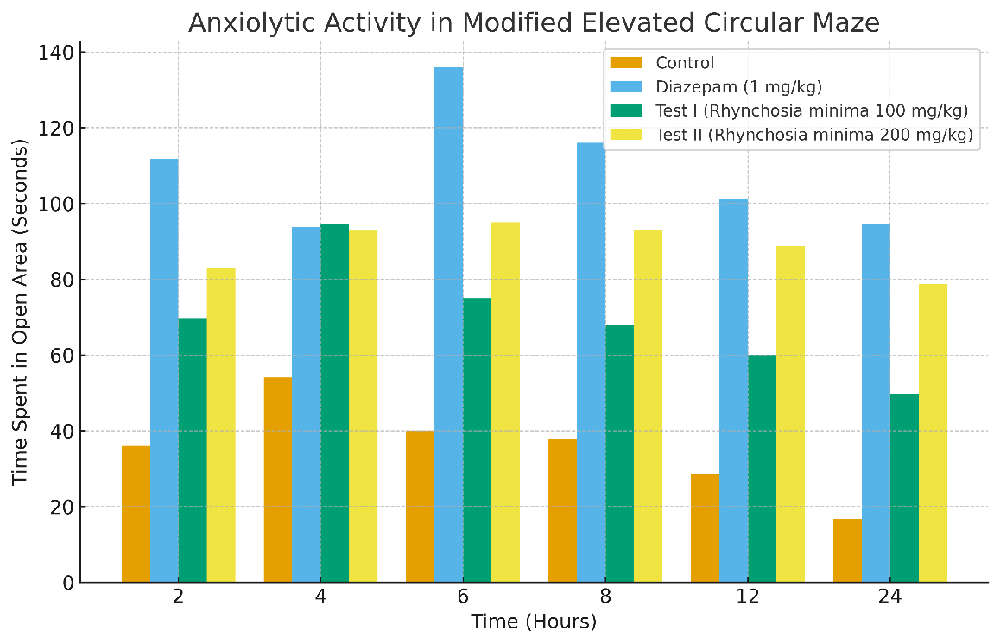 Anxiolytic Activity in Modified Elevated Circular Maze
Control
Diazepam (1 mg/kg)
Test I (Rhynchosia minima 100 mg/kg)
Test II (Rhynchosia minima 200 mg/kg)
Time Spent in Open Area (Seconds)
140
120
100
80
60
40
20
0
2 4 6 8 12 24
Time (Hours)